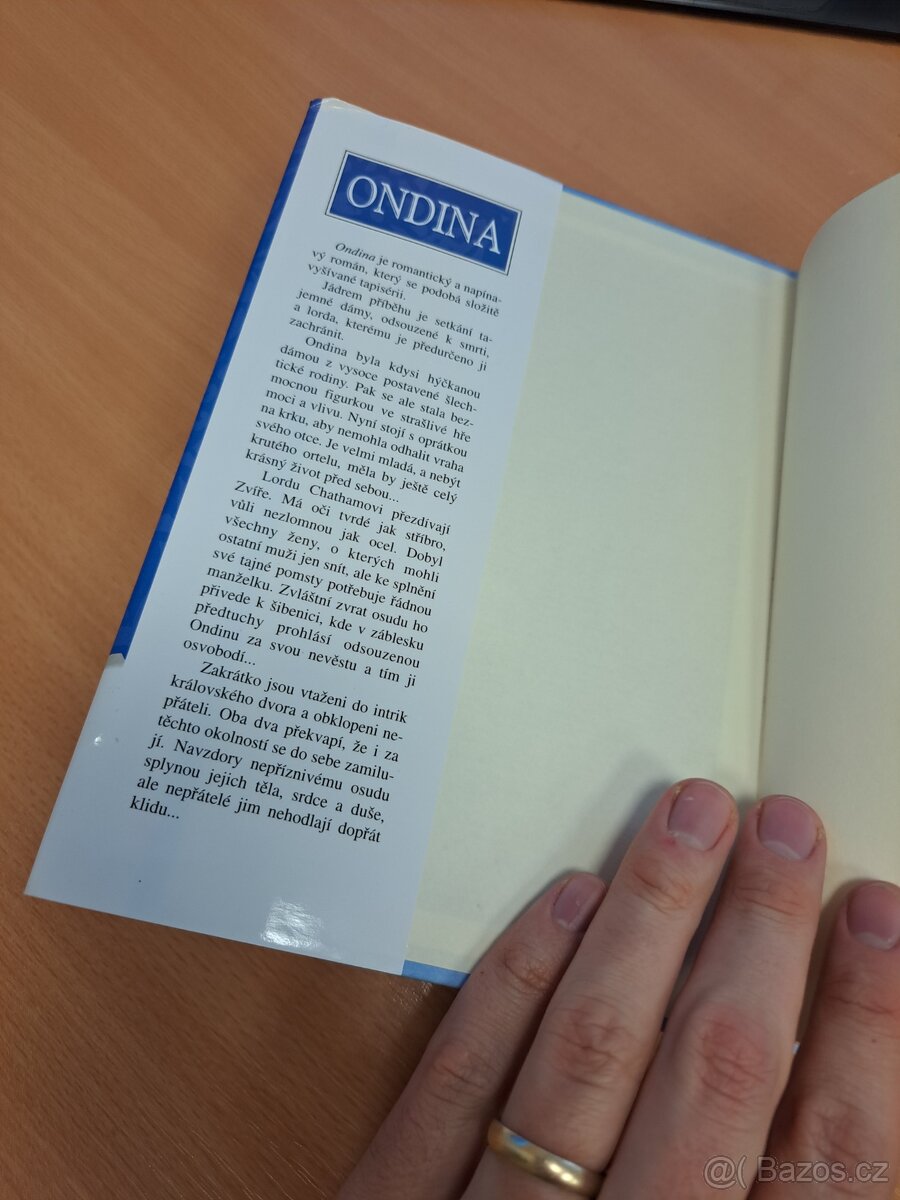 ONDINA
Ondina je romantický a napína-
vý román, který se podobá složitě
vyšívané tapisérii.
Jádrem příběhu je setkání ta-
jemné dámy, odsouzené k smrti,
a lorda, kterému je předurčeno ji
zachránit.
Ondina byla kdysi hýčkanou
dámou z vysoce postavené šlech-
tické rodiny. Pak se ale stala bez-
mocnou figurkou ve strašlivé hře
moci a vlivu. Nyní stojí s oprátkou
na krku, aby nemohla odhalit vraha
svého otce. Je velmi mladá, a nebýt
krutého ortelu, měla by ještě celý
krásný život před sebou...
Lordu Chathamovi přezdívají
Zvíře. Má oči tvrdé jak stříbro,
vůli nezlomnou jak ocel. Dobyl
všechny ženy, o kterých mohli
ostatní muži jen snít, ale ke splnění
své tajné pomsty potřebuje řádnou
manželku. Zvláštní zvrat osudu ho
přivede k šibenici, kde v záblesku
předtuchy prohlásí odsouzenou
Ondinu za svou nevěstu a tím ji
osvobodí...
Zakrátko jsou vtaženi do intrik
královského dvora a obklopeni ne-
přáteli. Oba dva překvapí, že i za
těchto okolností se do sebe zamilu-
jí. Navzdory nepříznivému osudu
splynou jejich těla, srdce a duše,
ale nepřátelé jim nehodlají dopřát
klidu...
@( Bazos.cz